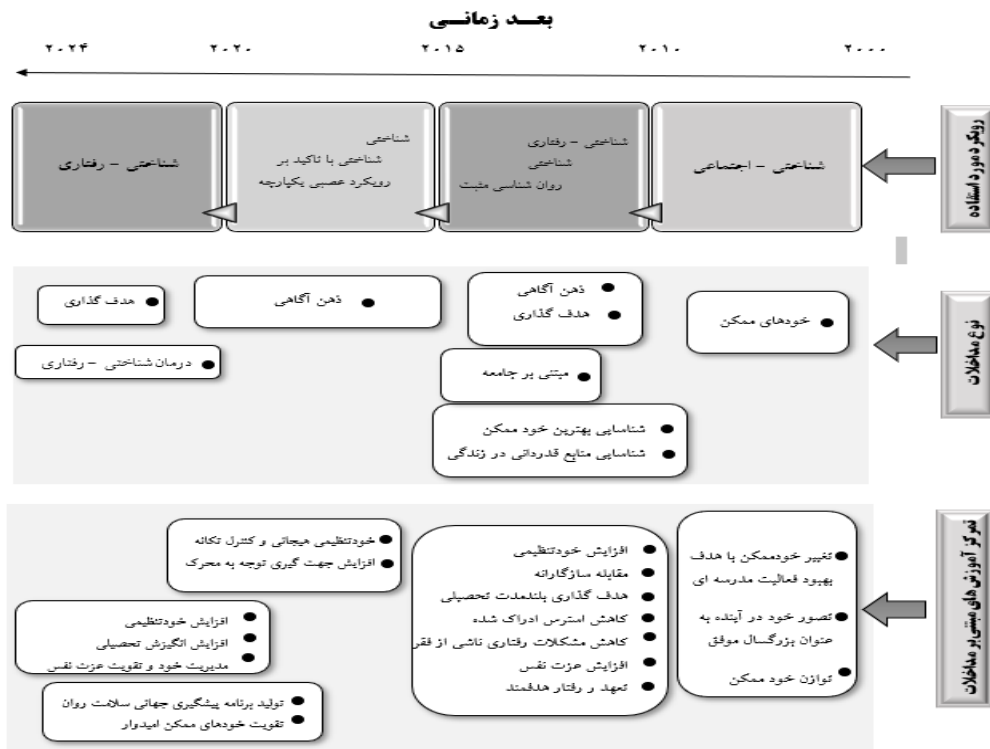 بعـد زمانـی
۲۰۰۰
۲۰۱۰
۲۰۱۵
۲۰۲۰
۲۰۲۴
رویکرد مورد استفاده
شناختی - اجتماعی
شناختی - رفتاری
شناختی
روان شناسی مثبت
شناختی
شناختی با تاکید بر
رویکرد عصبی یکپارچه
شناختی - رفتاری
نوع مداخلات
خودهای ممکن
ذهن آگاهی
هدف گذاری
مبتنی بر جامعه
شناسایی بهترین خود ممکن
شناسایی منابع قدردانی در زندگی
ذهن آگاهی
هدف گذاری
درمان شناختی - رفتاری
تمرکز آموزش های مبتنی بر مداخلات
تغییر خودممکن با هدف
بهبود فعالیت مدرسه ای
تصور خود در آینده به
عنوان بزرگسال موفق
توازن خود ممکن
افزایش خودتنظیمی
مقابله سازگارانه
هدف گذاری بلندمدت تحصیلی
کاهش استرس ادراک شده
کاهش مشکلات رفتاری ناشی از فقر
افزایش عزت نفس
تعهد و رفتار هدفمند
خودتنظیمی هیجانی و کنترل تکانه
افزایش جهت گیری توجه به محرک
افزایش خودتنظیمی
افزایش انگیزش تحصیلی
مدیریت خود و تقویت عزت نفس
تولید برنامه پیشگیری جهانی سلامت روان
تقویت خودهای ممکن امیدوار